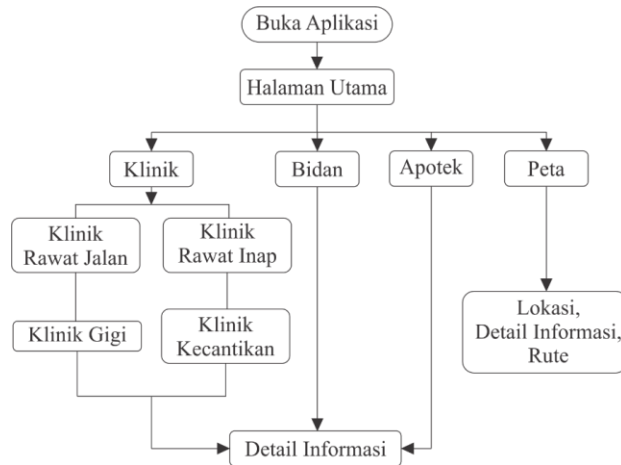 Buka Aplikasi
Halaman Utama
Klinik
Bidan
Apotek
Peta
Klinik
Rawat Jalan
Klinik
Rawat Inap
Klinik Gigi
Klinik
Kecantikan
Lokasi,
Detail Informasi,
Rute
Detail Informasi